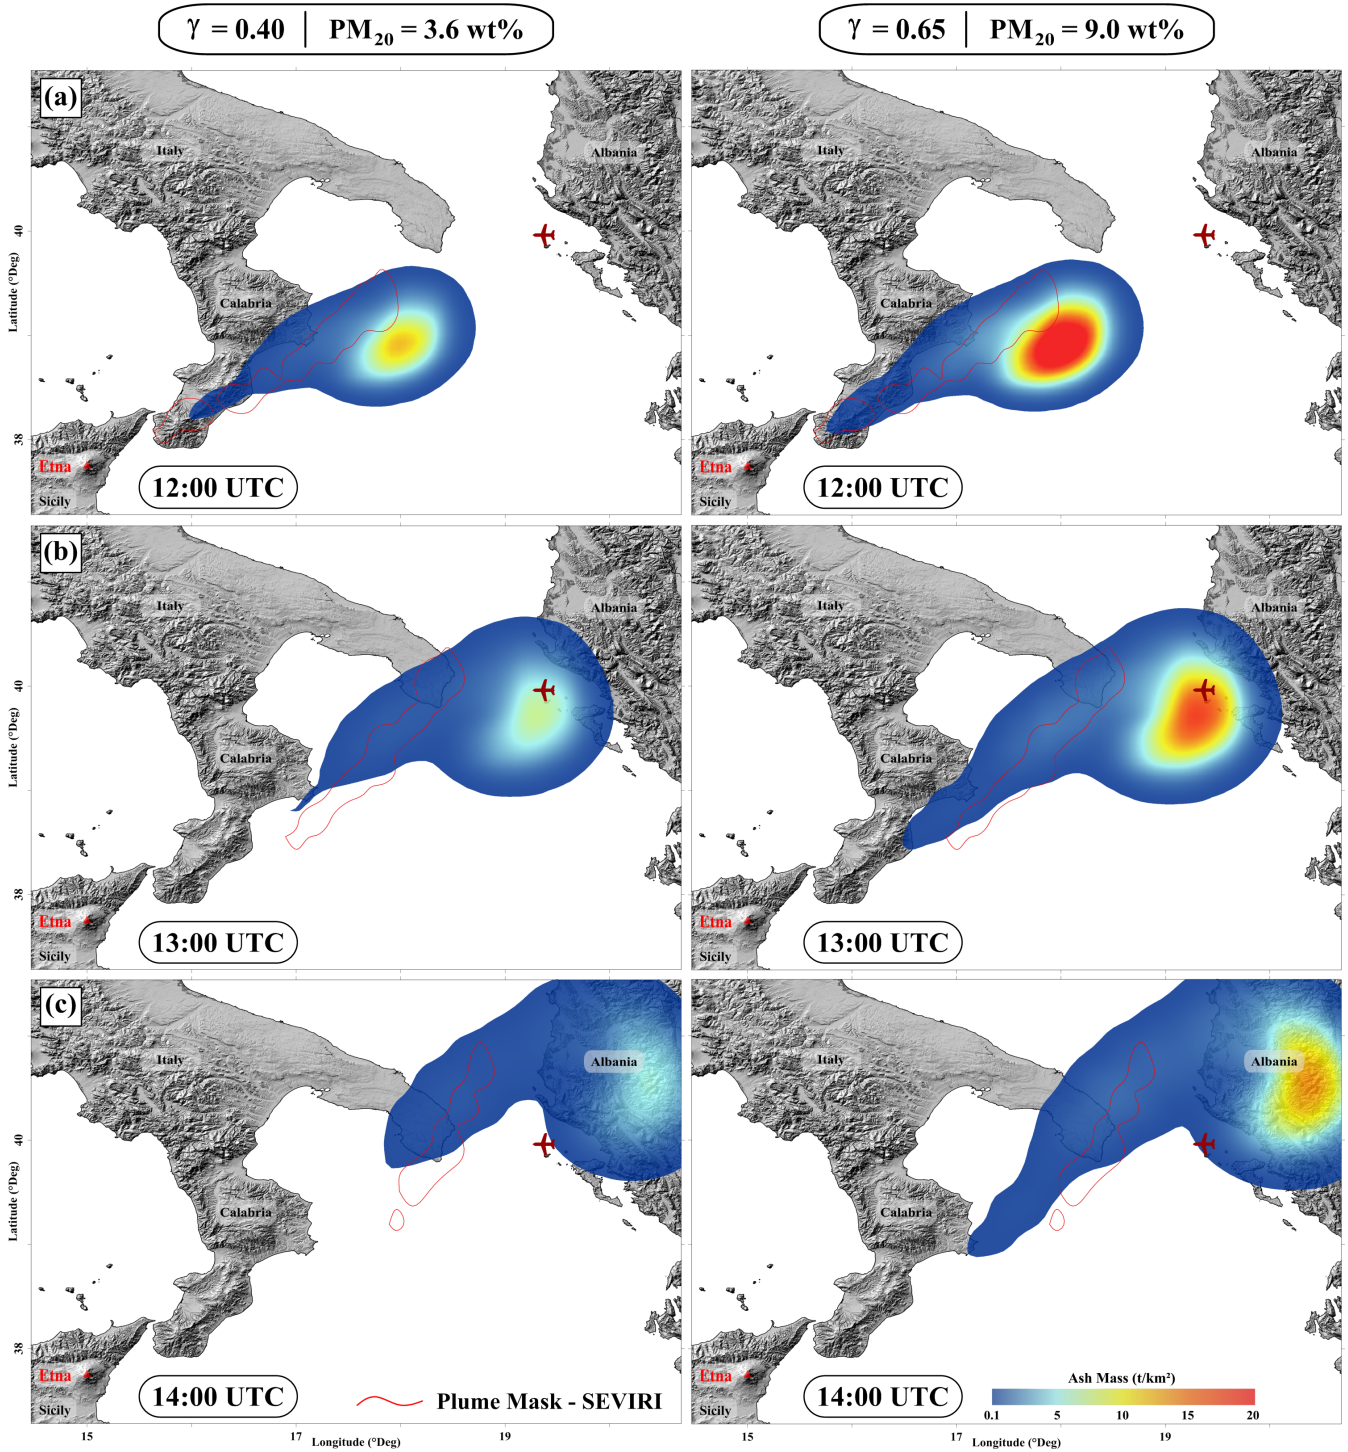 γ = 0.40 | PM20 = 3.6 wt%
γ = 0.65 | PM20 = 9.0 wt%
(a)
Italy
Albania
Calabria
Etna
Sicily
12:00 UTC
Latitude (°Deg)
40
38
Italy
Albania
Calabria
Etna
Sicily
12:00 UTC
(b)
Italy
Albania
Calabria
Etna
Sicily
13:00 UTC
Latitude (°Deg)
40
38
Italy
Albania
Calabria
Etna
Sicily
13:00 UTC
(c)
Italy
Albania
Calabria
Etna
Sicily
14:00 UTC
Plume Mask - SEVIRI
Latitude (°Deg)
40
38
15
17
19
Longitude (°Deg)
Italy
Albania
Calabria
Etna
Sicily
14:00 UTC
Ash Mass (t/km²)
0.1 5 10 15 20
15
17
19
Longitude (°Deg)